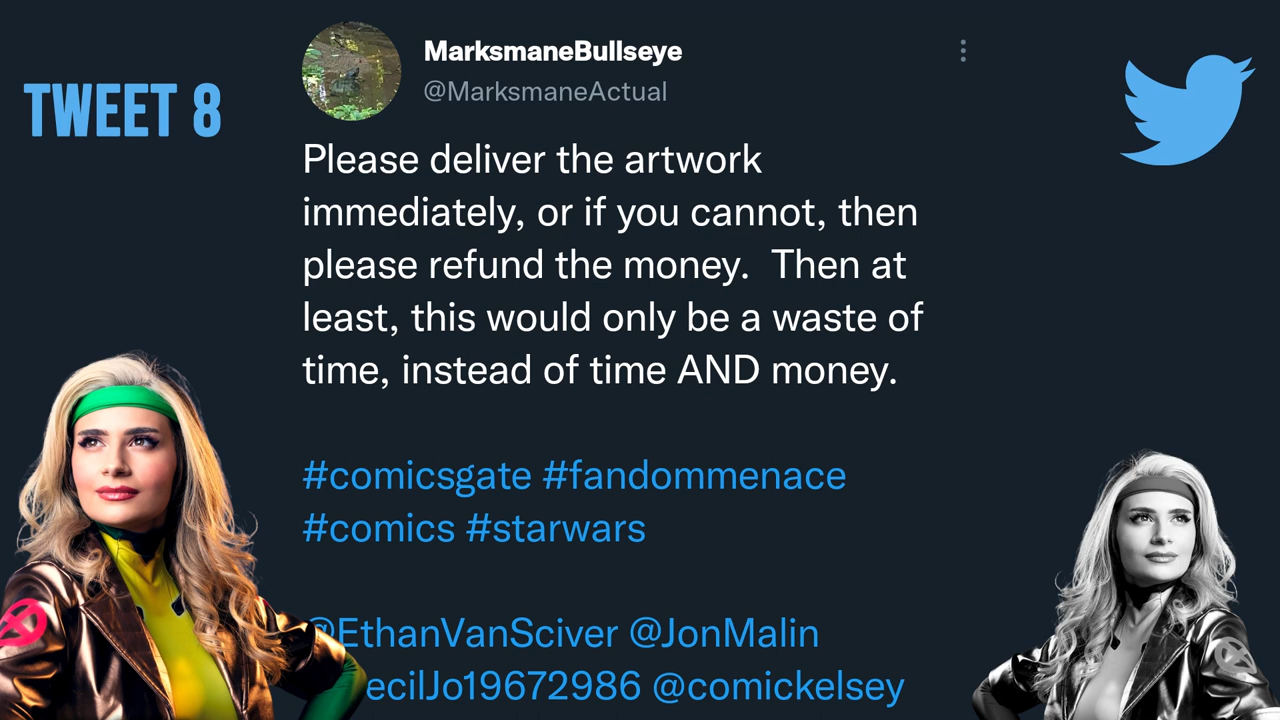 TWEET 8
MarksmaneBullseye
@MarksmaneActual
Please deliver the artwork
immediately, or if you cannot, then
please refund the money.  Then at
least, this would only be a waste of
time, instead of time AND money.
#comicsgate #fandommenace
#comics #starwars
@EthanVanSciver @JonMalin
ecilJo19672986 @comickelsey